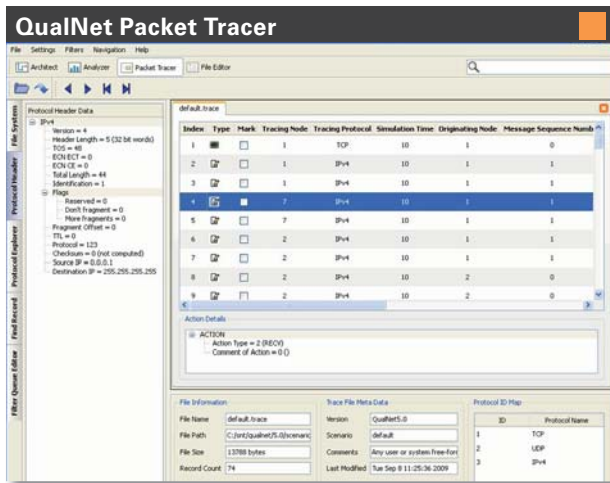 QualNet Packet Tracer
File Settings Filters Navigation Help
Architect Analyzer Packet Tracer File Editor
File System
Protocol Header
Protocol Explorer
Find Record
Filter Queue Editor
Protocol Header Data
IPv4
Version = 4
Header Length = 5 (32 bit words)
TOS = 48
ECN ECT = 0
ECN CE = 0
Total Length = 44
Identification = 1
Flags
Reserved = 0
Don't fragment = 0
More fragments = 0
Fragment Offset = 0
TTL = 0
Protocol = 123
Checksum = 0 (not computed)
Source IP = 0.0.0.1
Destination IP = 255.255.255.255
default.trace
Index Type Mark Tracing Node Tracing Protocol Simulation Time Originating Node Message Sequence Numb
1 1 TCP 10 1 0
2 1 IPv4 10 1 1
3 1 IPv4 10 1 1
4 7 IPv4 10 1 1
5 7 IPv4 10 1 1
6 2 IPv4 10 1 1
7 2 IPv4 10 1 1
8 2 IPv4 10 2 0
9 2 IPv4 10 2 0
Action Details
ACTION
Action Type = 2 (RECV)
Comment of Action = 0 ()
File Information
File Name default.trace
File Path C:/snt/qualnet/5.0/scenaric
File Size 13788 bytes
Record Count 74
Trace File Meta Data
Version QualNet5.0
Scenario default
Comments Any user or system free-forr
Last Modified Tue Sep 8 11:25:36 2009
Protocol ID Map
ID Protocol Name
1 TCP
2 UDP
3 IPv4